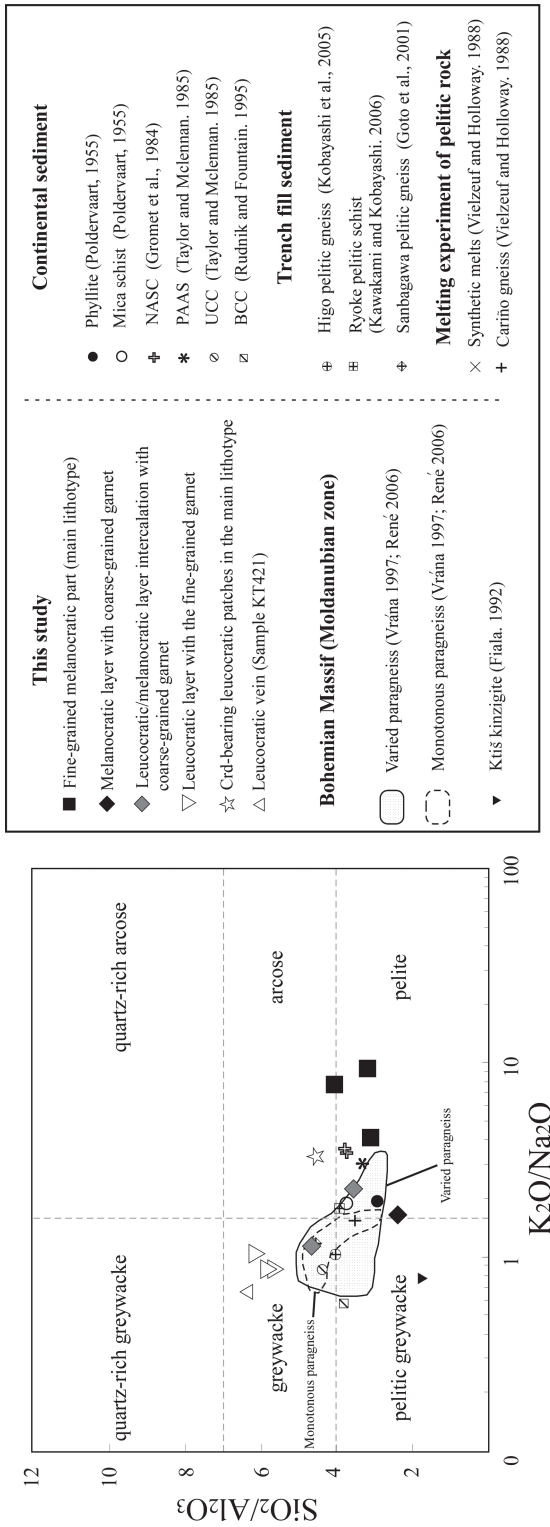 12
10
8
6
4
2
SiO2/Al2O3
0
1
10
100
K2O/Na2O
quartz-rich greywacke
quartz-rich arcose
greywacke
arcose
pelitic greywacke
pelite
Monotonous paragneiss
Varied paragneiss
This study
Fine-grained melanocratic part (main lithotype)
Melanocratic layer with coarse-grained garnet
Leucocratic/melanocratic layer intercalation with
coarse-grained garnet
Leucocratic layer with the fine-grained garnet
Crd-bearing leucocratic patches in the main lithotype
Leucocratic vein (Sample KT421)
Bohemian Massif (Moldanubian zone)
Varied paragneiss (Vrána 1997; René 2006)
Monotonous paragneiss (Vrána 1997; René 2006)
Ktiš kinzigite (Fiala. 1992)
Continental sediment
Phyllite (Poldervaart, 1955)
Mica schist (Poldervaart, 1955)
NASC (Gromet et al., 1984)
PAAS (Taylor and Mclennan. 1985)
UCC (Taylor and Mclennan. 1985)
BCC (Rudnik and Fountain. 1995)
Trench fill sediment
Higo pelitic gneiss (Kobayashi et al., 2005)
Ryoke pelitic schist
(Kawakami and Kobayashi. 2006)
Sanbagawa pelitic gneiss (Goto et al., 2001)
Melting experiment of pelitic rock
Synthetic melts (Vielzeuf and Holloway. 1988)
Cariño gneiss (Vielzeuf and Holloway. 1988)